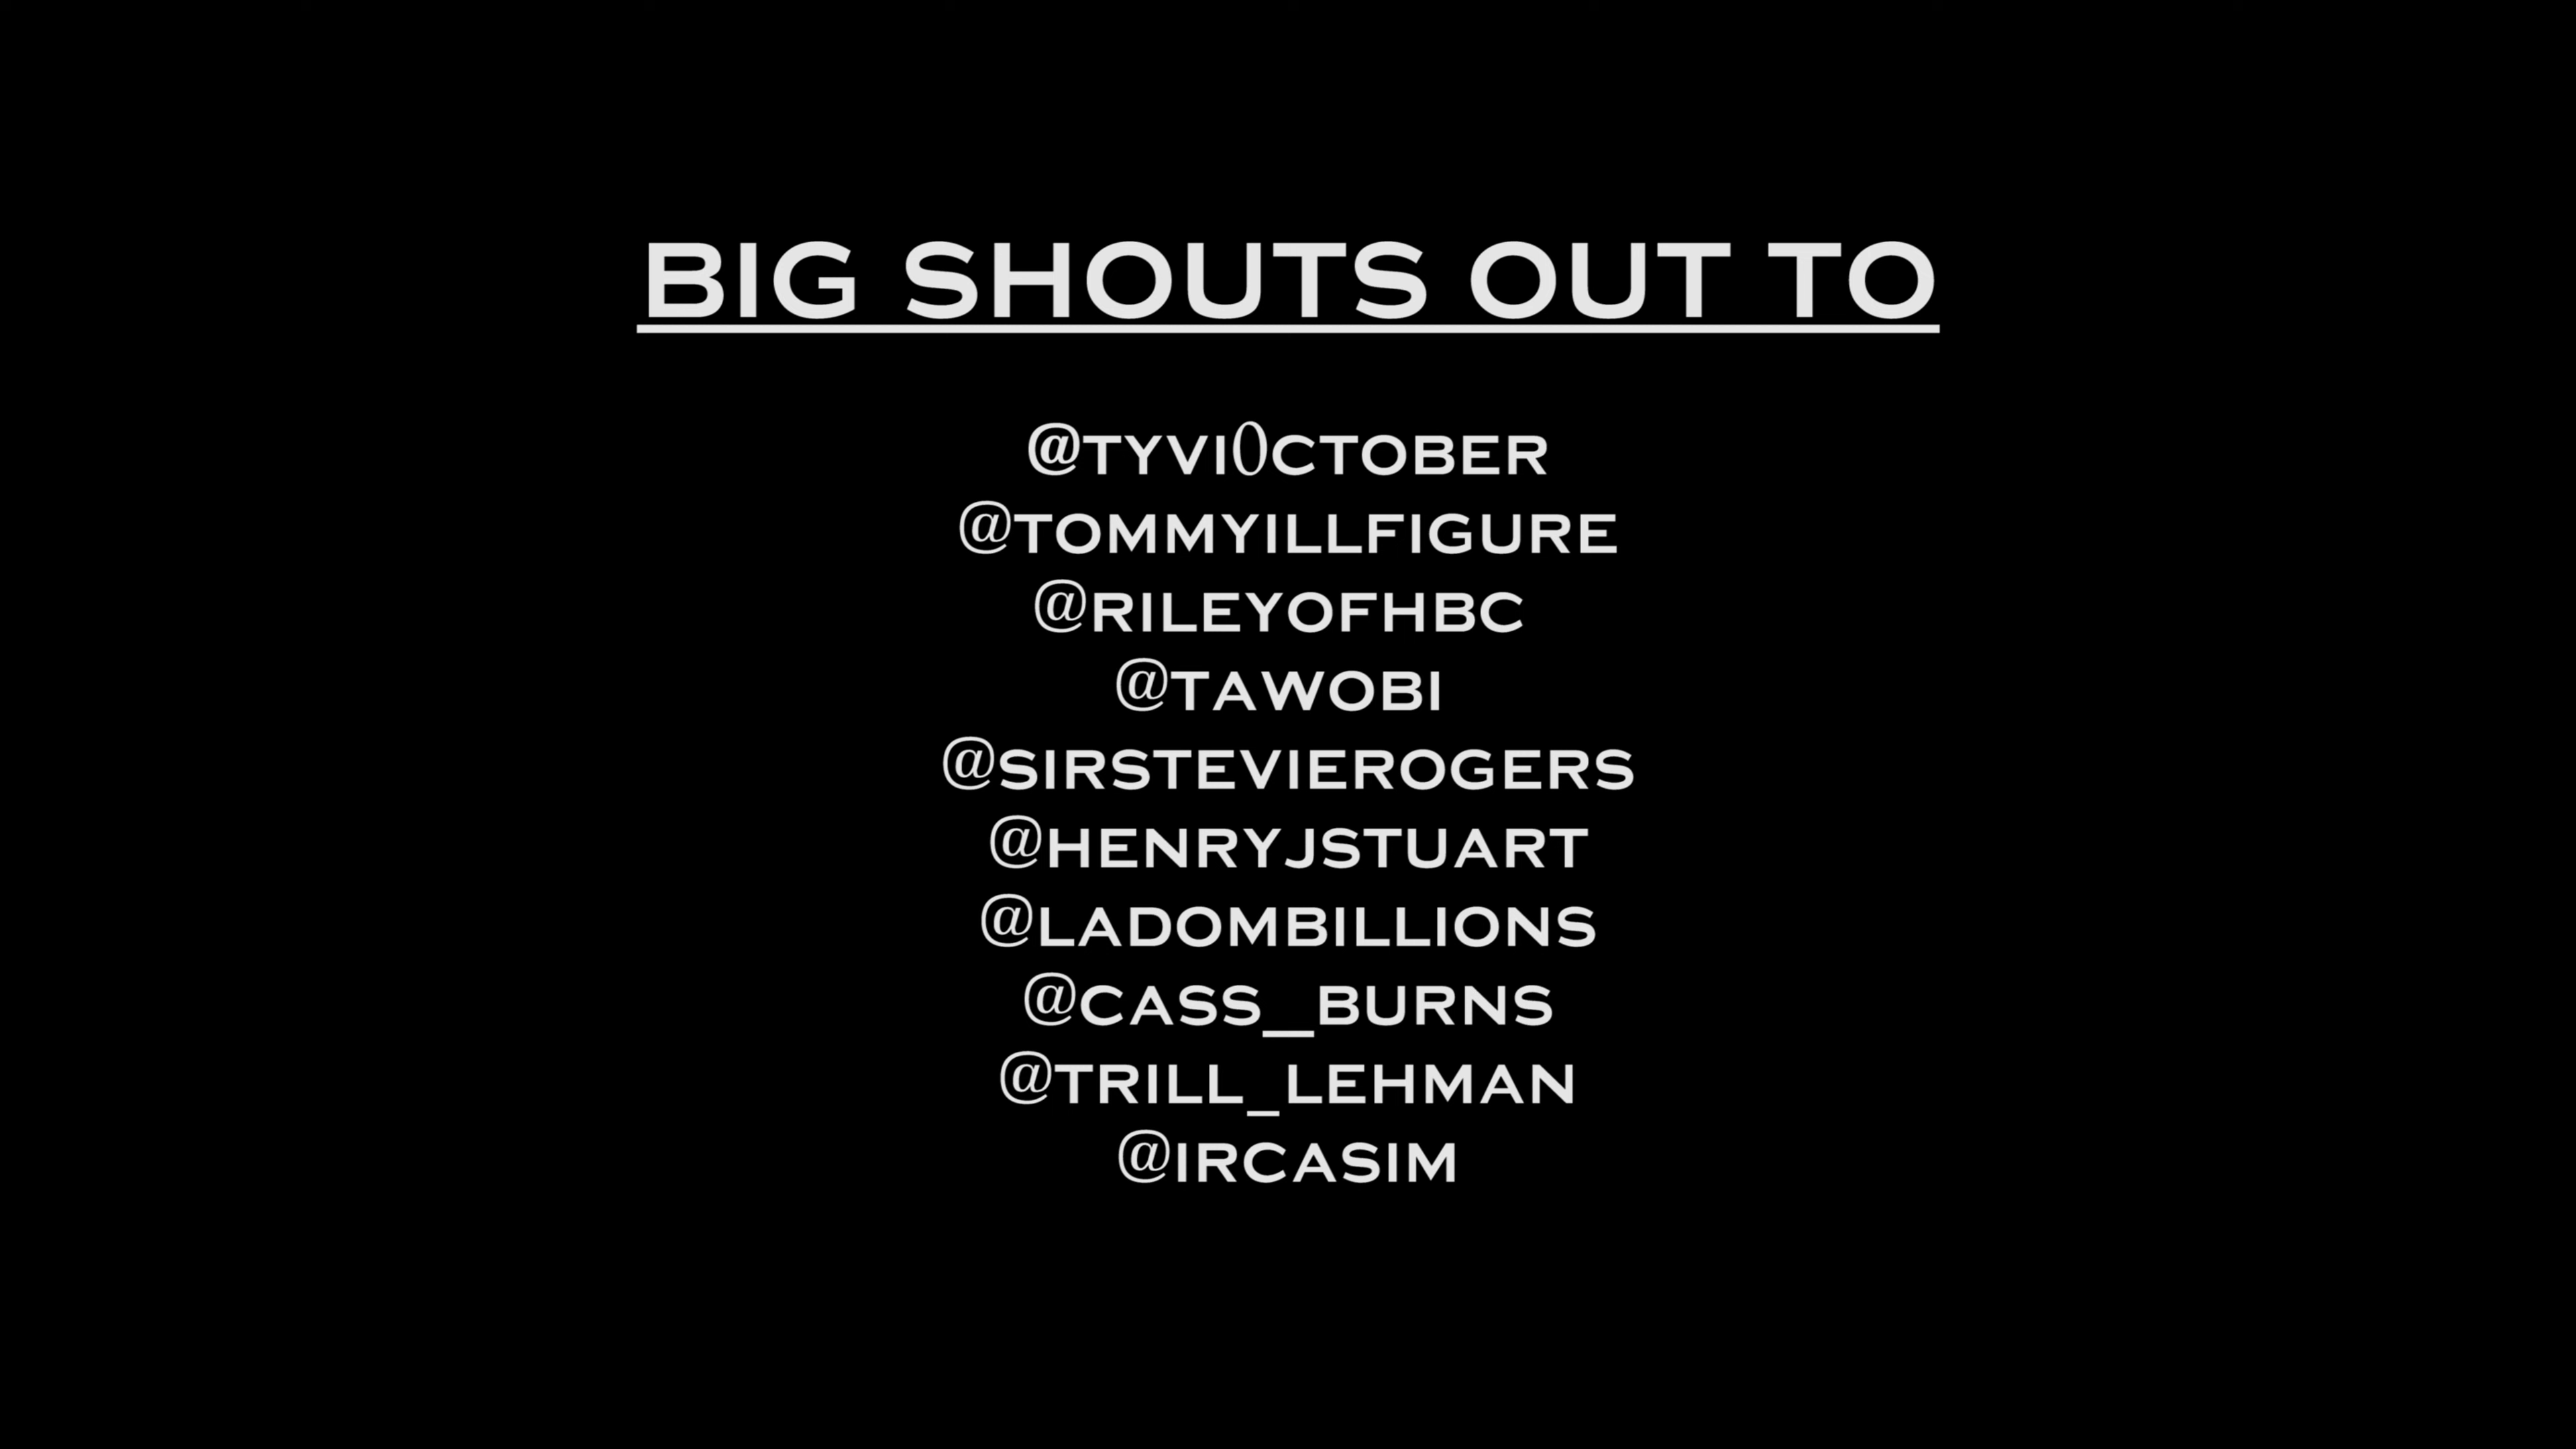 BIG SHOUTS OUT TO
@TYVI0CTOBER
@TOMMYILLFIGURE
@RILEYOFHBC
@TAWOBI
@SIRSTEVIEROGERS
@HENRYJSTUART
@LADOMBILLIONS
@CASS_BURNS
@TRILL_LEHMAN
@IRCASIM